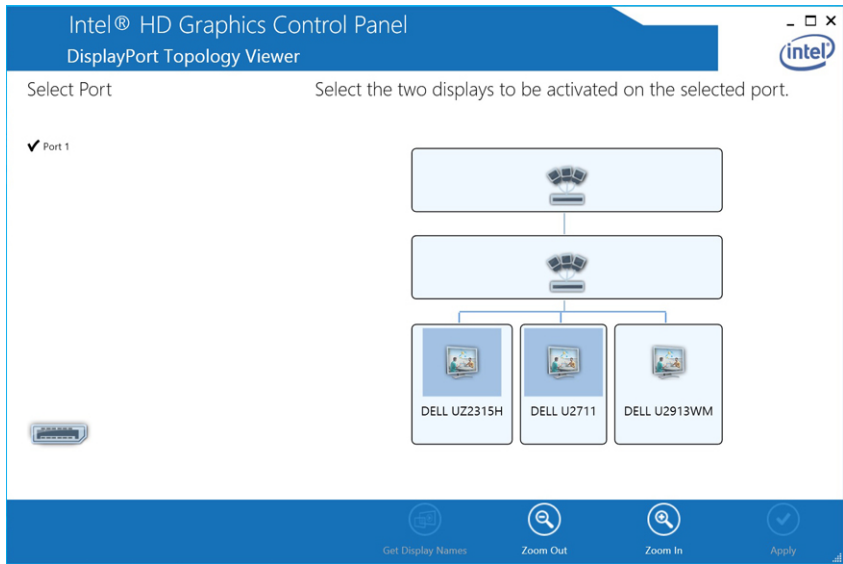 Intel® HD Graphics Control Panel
DisplayPort Topology Viewer
intel®
Select Port
Select the two displays to be activated on the selected port.
Port 1
DELL UZ2315H
DELL U2711
DELL U2913WM
Get Display Names
Zoom Out
Zoom In
Apply